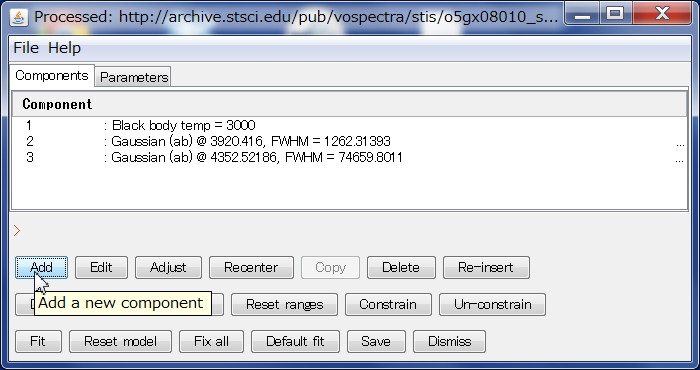 Processed: http://archive.stsci.edu/pub/vospectra/stis/o5gx08010_s...
File Help
Components Parameters
Component
1 : Black body temp = 3000
2 : Gaussian (ab) @ 3920.416, FWHM = 1262.31393 ...
3 : Gaussian (ab) @ 4352.52186, FWHM = 74659.8011 ...
>
Add Edit Adjust Recenter Copy Delete Re-insert
Add a new component Reset ranges Constrain Un-constrain
Fit Reset model Fix all Default fit Save Dismiss